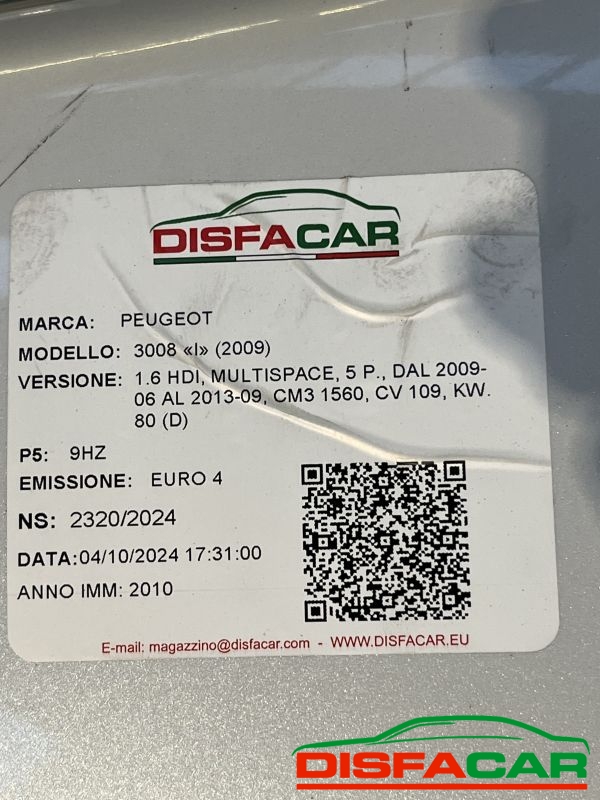 DISFACAR
MARCA: PEUGEOT
MODELLO: 3008 «I» (2009)
VERSIONE: 1.6 HDI, MULTISPACE, 5 P., DAL 2009-
06 AL 2013-09, CM3 1560, CV 109, KW.
80 (D)
P5: 9HZ
EMISSIONE: EURO 4
NS: 2320/2024
DATA:04/10/2024 17:31:00
ANNO IMM: 2010
E-mail: magazzino@disfacar.com - WWW.DISFACAR.EU
DISFACAR